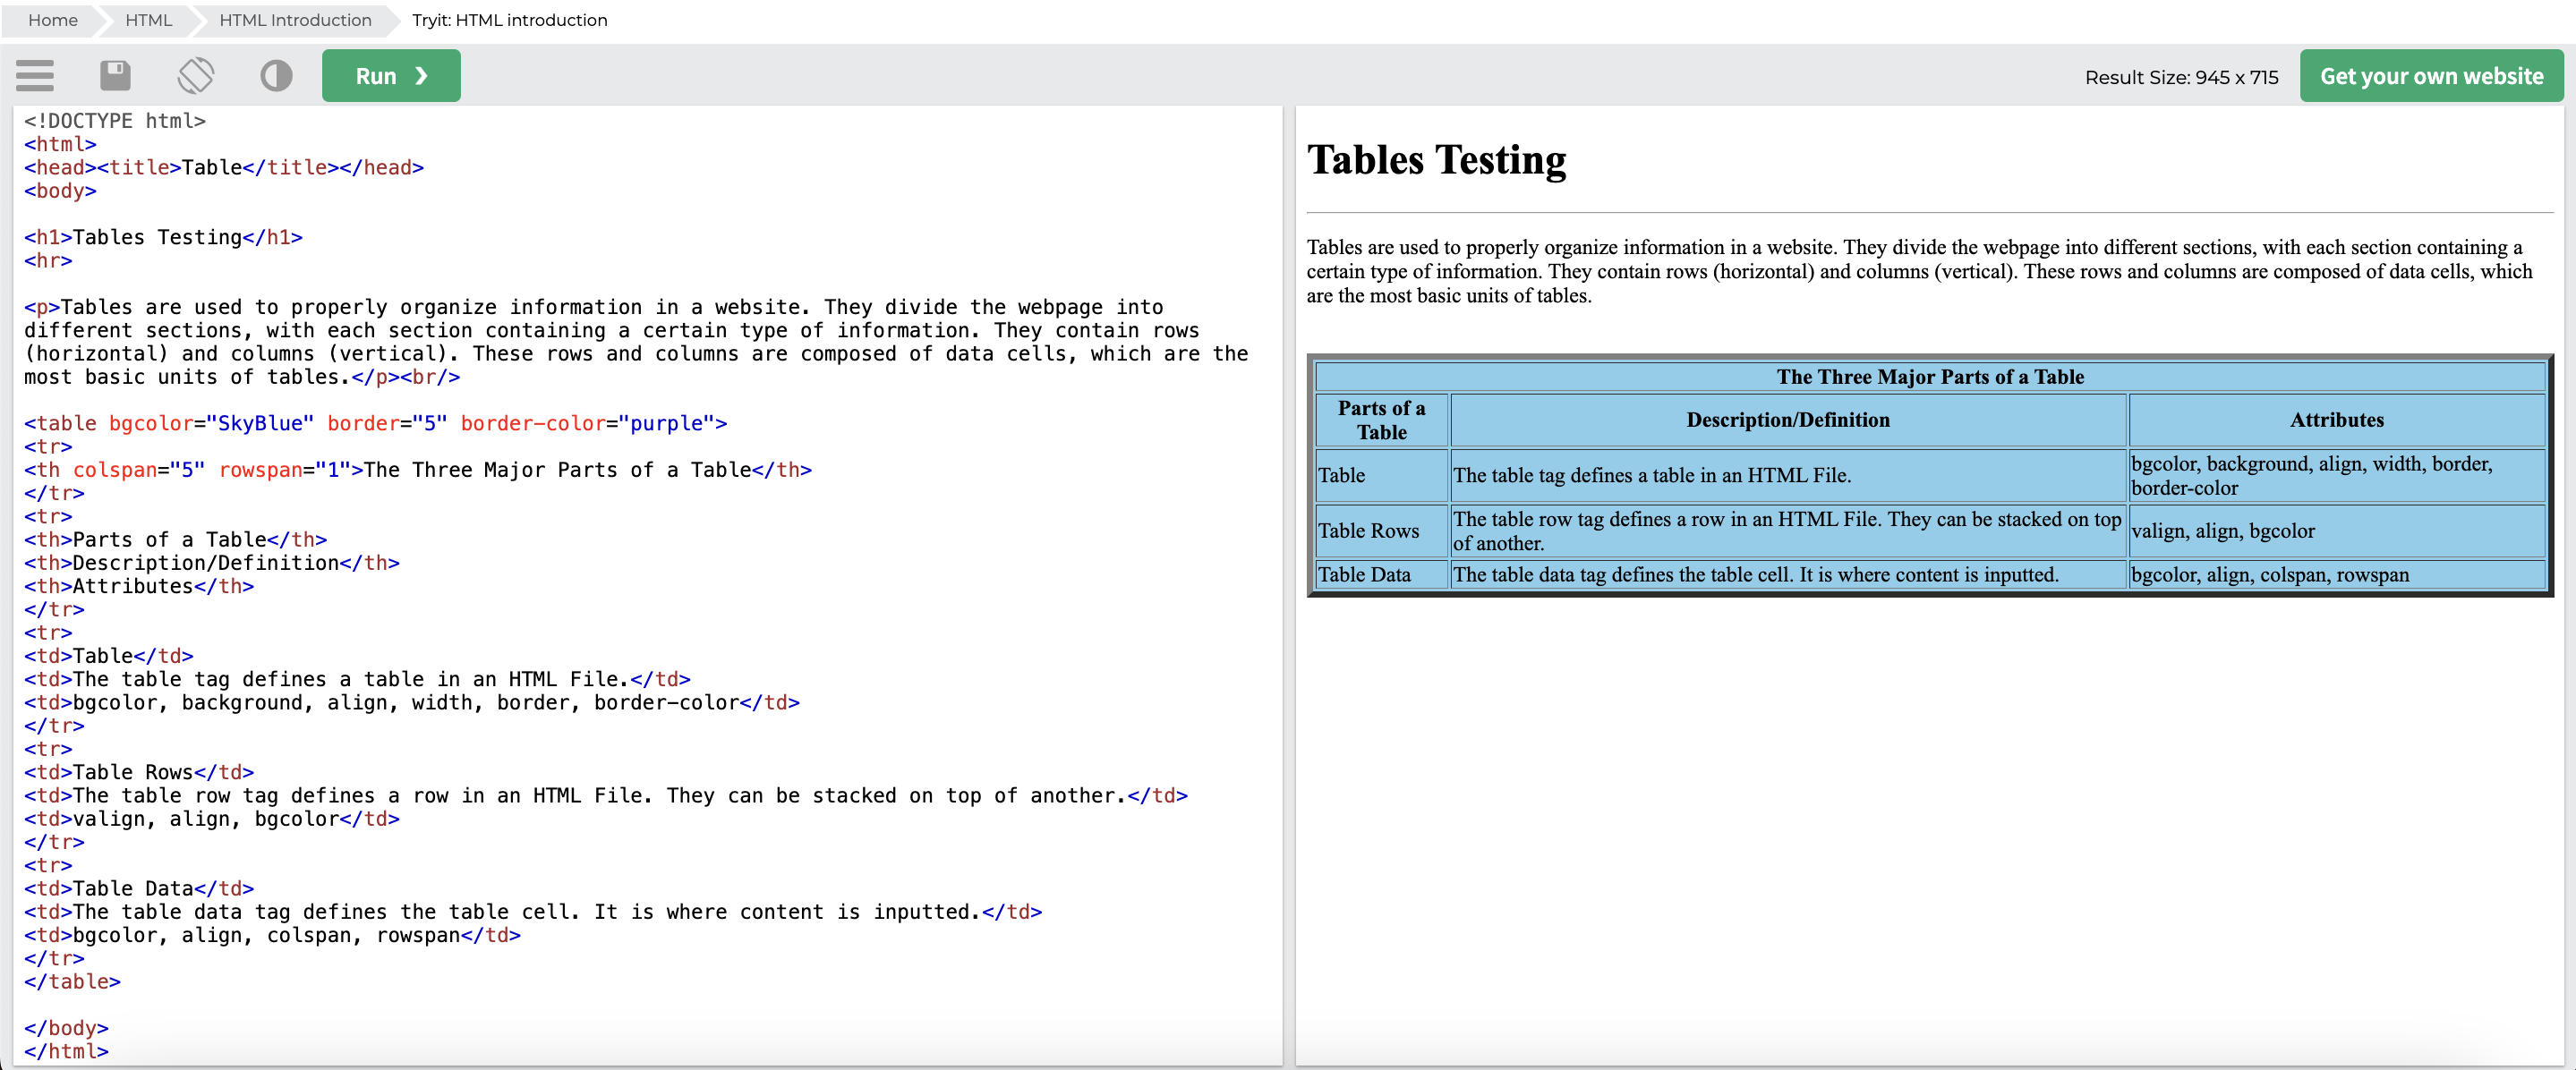 Home HTML HTML Introduction Tryit: HTML introduction
Run ❯ Result Size: 945 x 715 Get your own website
<!DOCTYPE html>
<html>
<head><title>Table</title></head>
<body>
<h1>Tables Testing</h1>
<hr>
<p>Tables are used to properly organize information in a website. They divide the webpage into
different sections, with each section containing a certain type of information. They contain rows
(horizontal) and columns (vertical). These rows and columns are composed of data cells, which are the
most basic units of tables.</p><br/>
<table bgcolor="SkyBlue" border="5" border-color="purple">
<tr>
<th colspan="5" rowspan="1">The Three Major Parts of a Table</th>
</tr>
<tr>
<th>Parts of a Table</th>
<th>Description/Definition</th>
<th>Attributes</th>
</tr>
<tr>
<td>Table</td>
<td>The table tag defines a table in an HTML File.</td>
<td>bgcolor, background, align, width, border, border-color</td>
</tr>
<tr>
<td>Table Rows</td>
<td>The table row tag defines a row in an HTML File. They can be stacked on top of another.</td>
<td>valign, align, bgcolor</td>
</tr>
<tr>
<td>Table Data</td>
<td>The table data tag defines the table cell. It is where content is inputted.</td>
<td>bgcolor, align, colspan, rowspan</td>
</tr>
</table>
</body>
</html>
Tables Testing
Tables are used to properly organize information in a website. They divide the webpage into different sections, with each section containing a
certain type of information. They contain rows (horizontal) and columns (vertical). These rows and columns are composed of data cells, which
are the most basic units of tables.
The Three Major Parts of a Table
Parts of a
Table
Description/Definition
Attributes
Table
The table tag defines a table in an HTML File.
bgcolor, background, align, width, border,
border-color
Table Rows
The table row tag defines a row in an HTML File. They can be stacked on top
of another.
valign, align, bgcolor
Table Data
The table data tag defines the table cell. It is where content is inputted.
bgcolor, align, colspan, rowspan